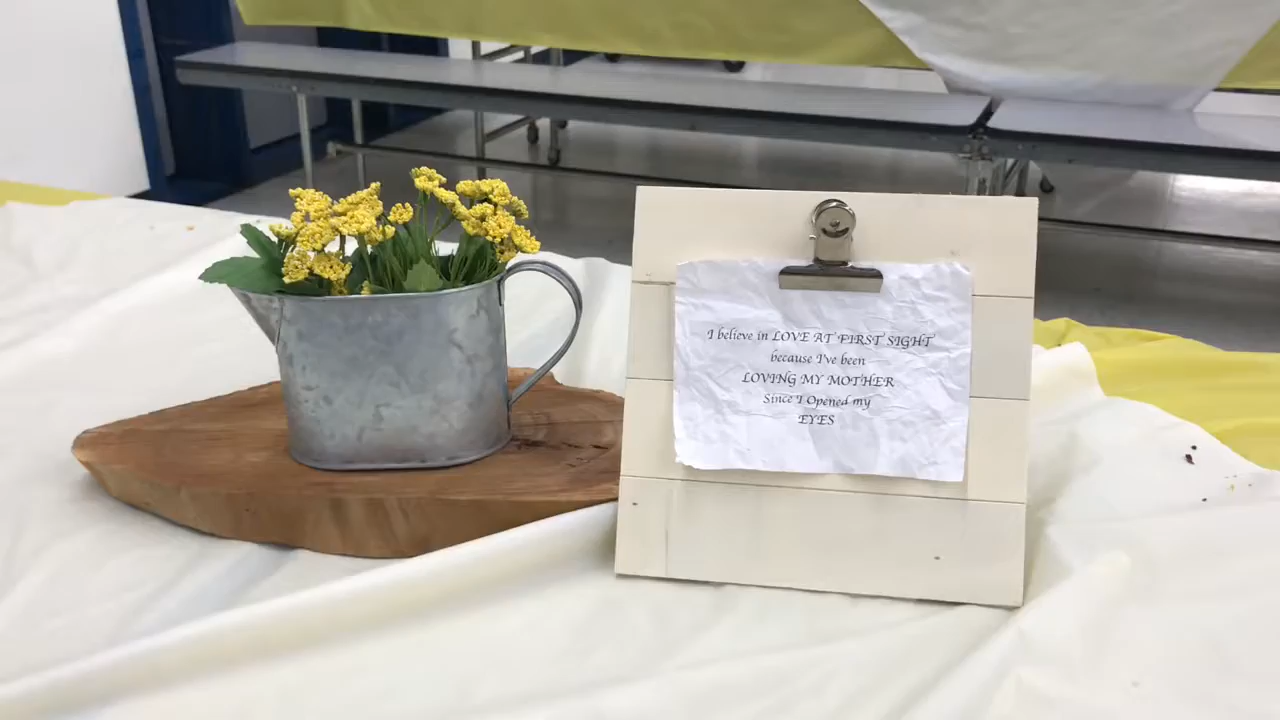 I believe in LOVE AT FIRST SIGHT
because I've been
LOVING MY MOTHER
Since I Opened my
EYES